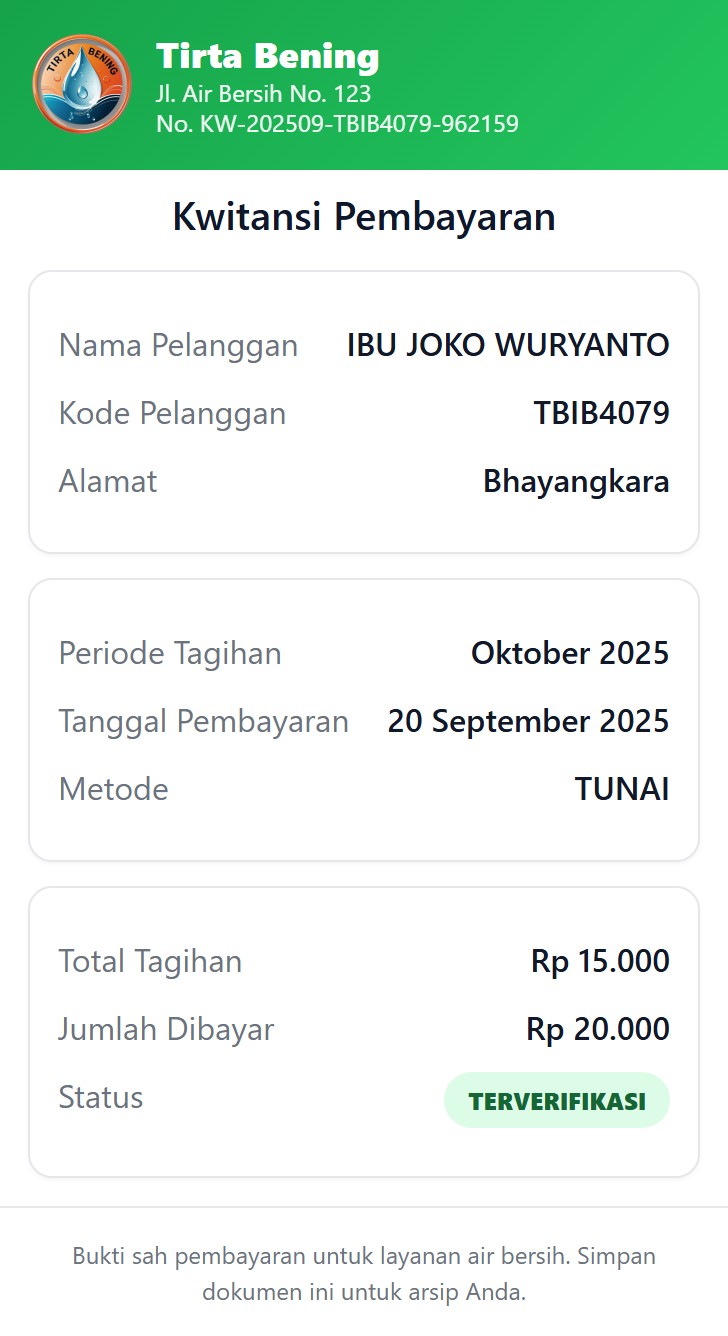 TIRTA BENING
Tirta Bening
Jl. Air Bersih No. 123
No. KW-202509-TBIB4079-962159
Kwitansi Pembayaran
Nama Pelanggan IBU JOKO WURYANTO
Kode Pelanggan TBIB4079
Alamat Bhayangkara
Periode Tagihan Oktober 2025
Tanggal Pembayaran 20 September 2025
Metode TUNAI
Total Tagihan Rp 15.000
Jumlah Dibayar Rp 20.000
Status TERVERIFIKASI
Bukti sah pembayaran untuk layanan air bersih. Simpan
dokumen ini untuk arsip Anda.